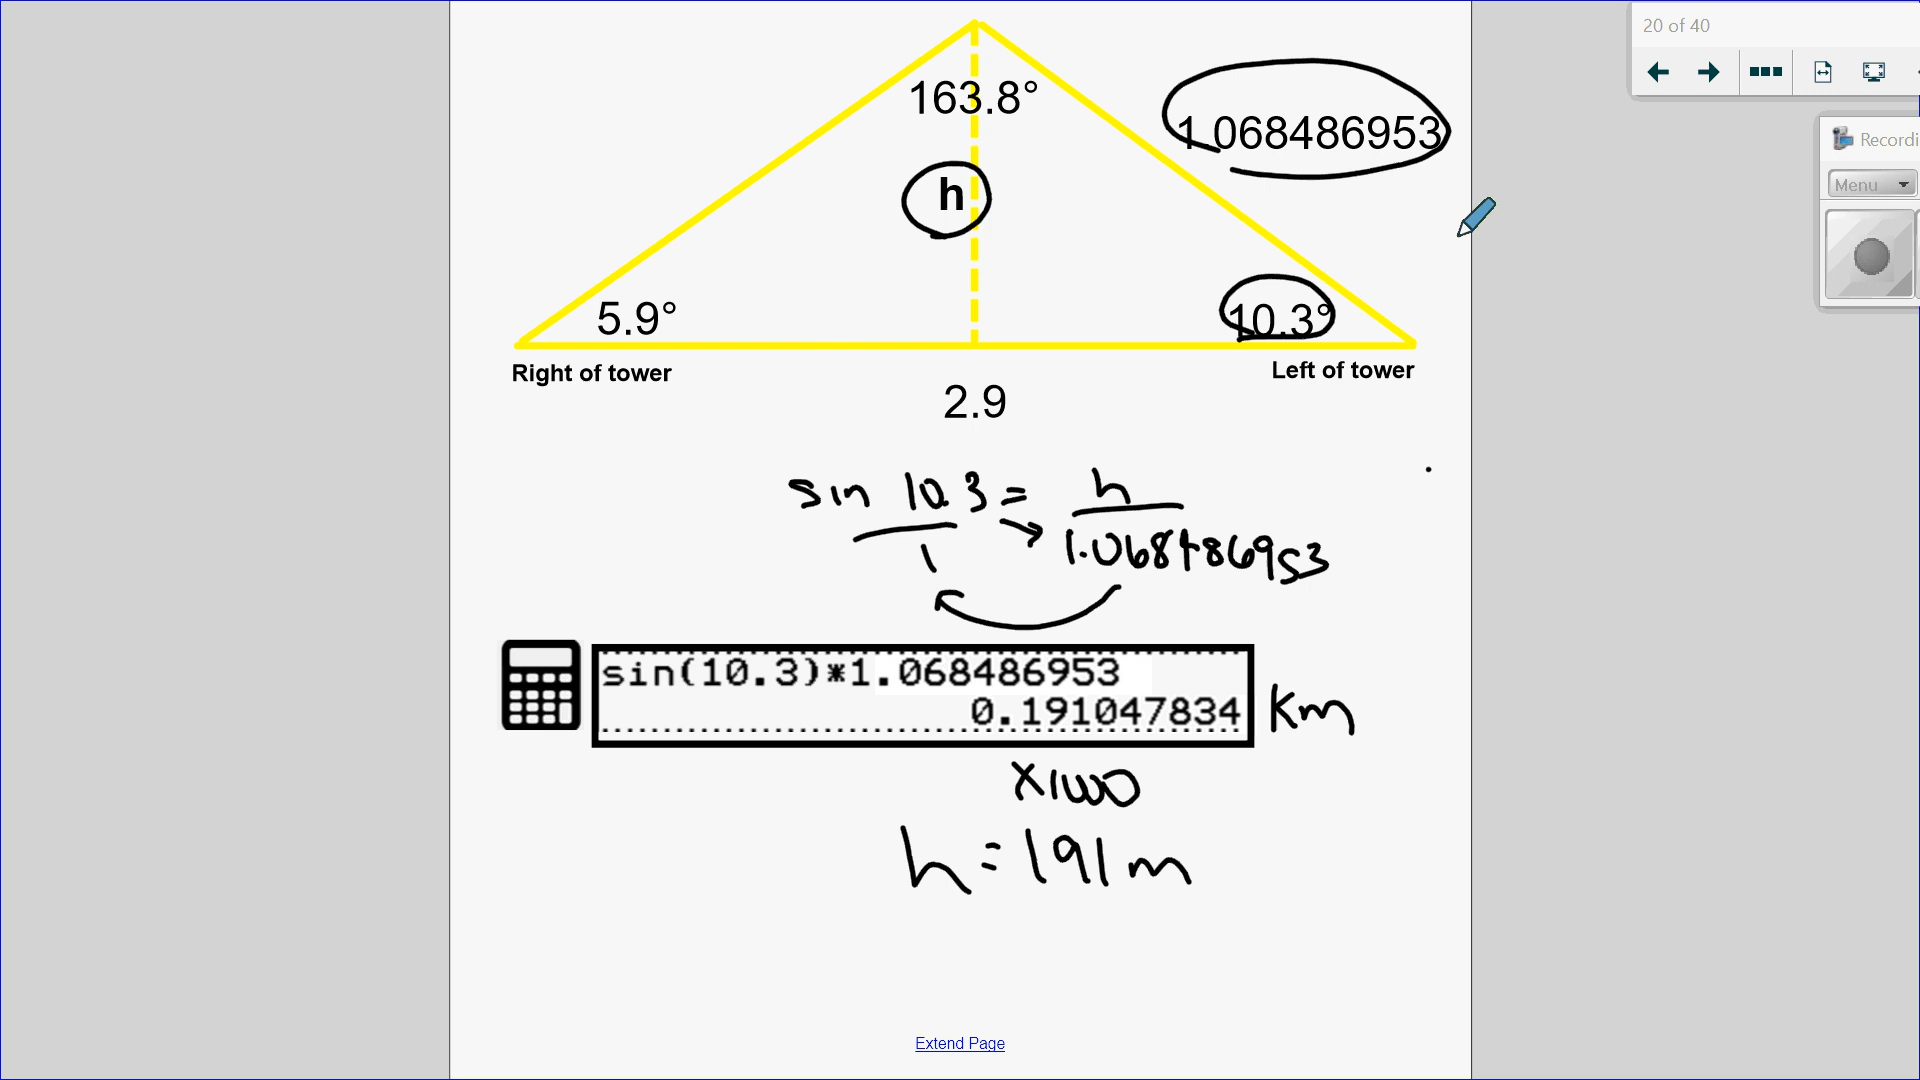 20 of 40
163.8°
1.068486953
Recordi
h
Menu
5.9°
10.3°
Right of tower
Left of tower
2.9
sin 10.3 = h
1
1.068486953
sin(10.3)*1.068486953
0.191047834 Km
x1000
h = 191m
Extend Page